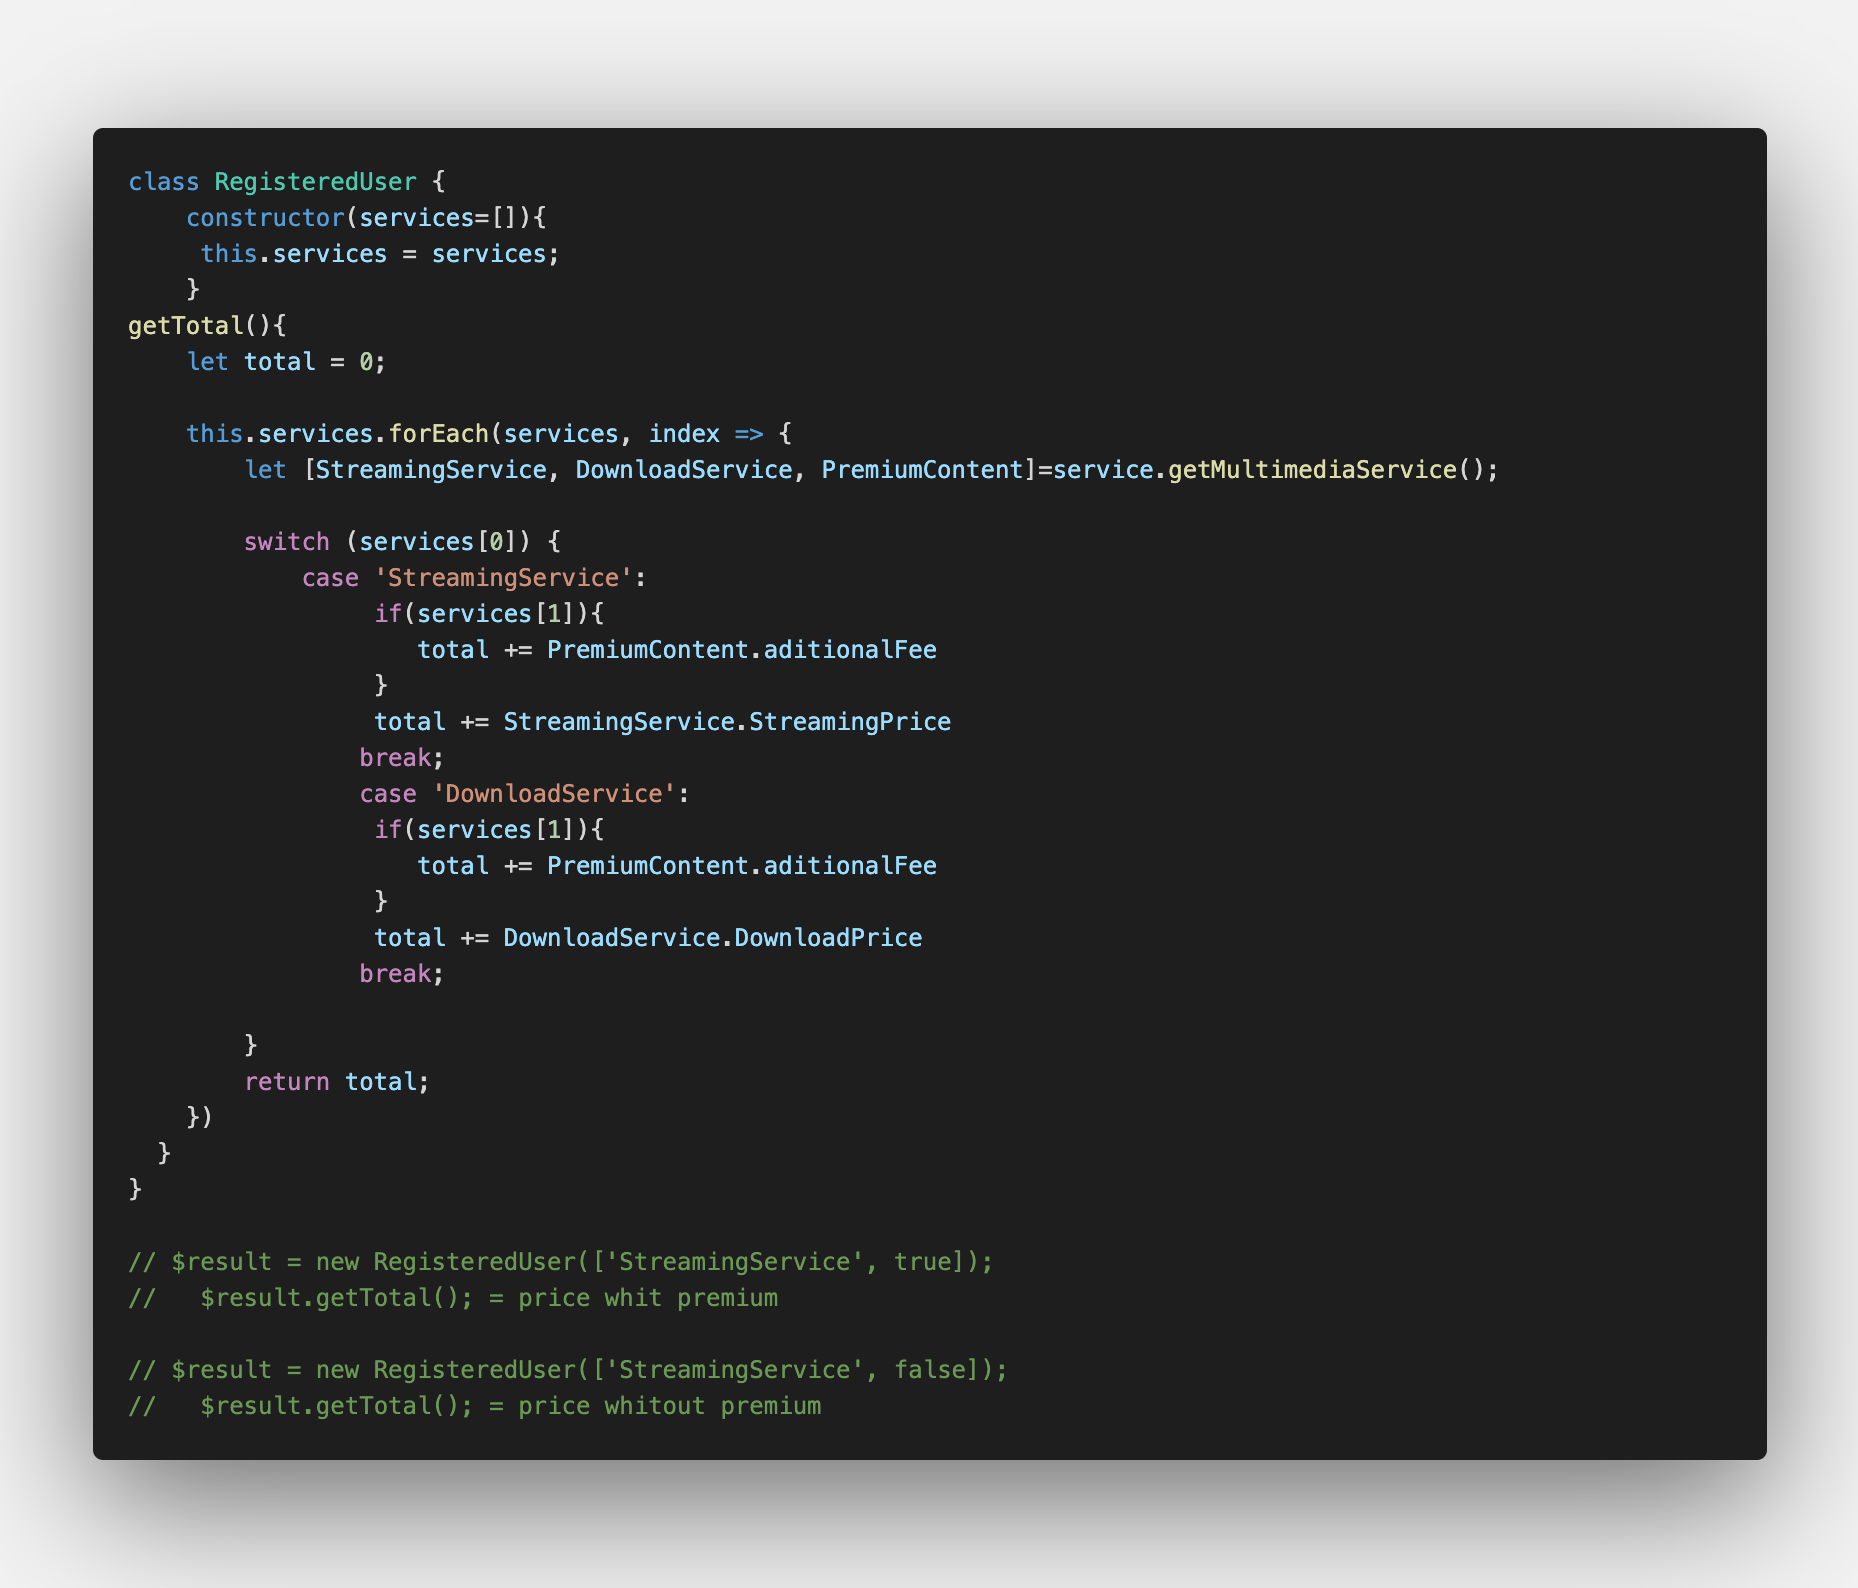 class RegisteredUser {
    constructor(services=[]){
     this.services = services;
    }
getTotal(){
    let total = 0;

    this.services.forEach(services, index => {
        let [StreamingService, DownloadService, PremiumContent]=service.getMultimediaService();

        switch (services[0]) {
            case 'StreamingService':
                 if(services[1]){
                    total += PremiumContent.aditionalFee
                 }
                 total += StreamingService.StreamingPrice
                break;
                case 'DownloadService':
                 if(services[1]){
                    total += PremiumContent.aditionalFee
                 }
                 total += DownloadService.DownloadPrice
                break;

        }
        return total;
    })
  }
}

// $result = new RegisteredUser(['StreamingService', true]);
//   $result.getTotal(); = price whit premium

// $result = new RegisteredUser(['StreamingService', false]);
//   $result.getTotal(); = price whitout premium